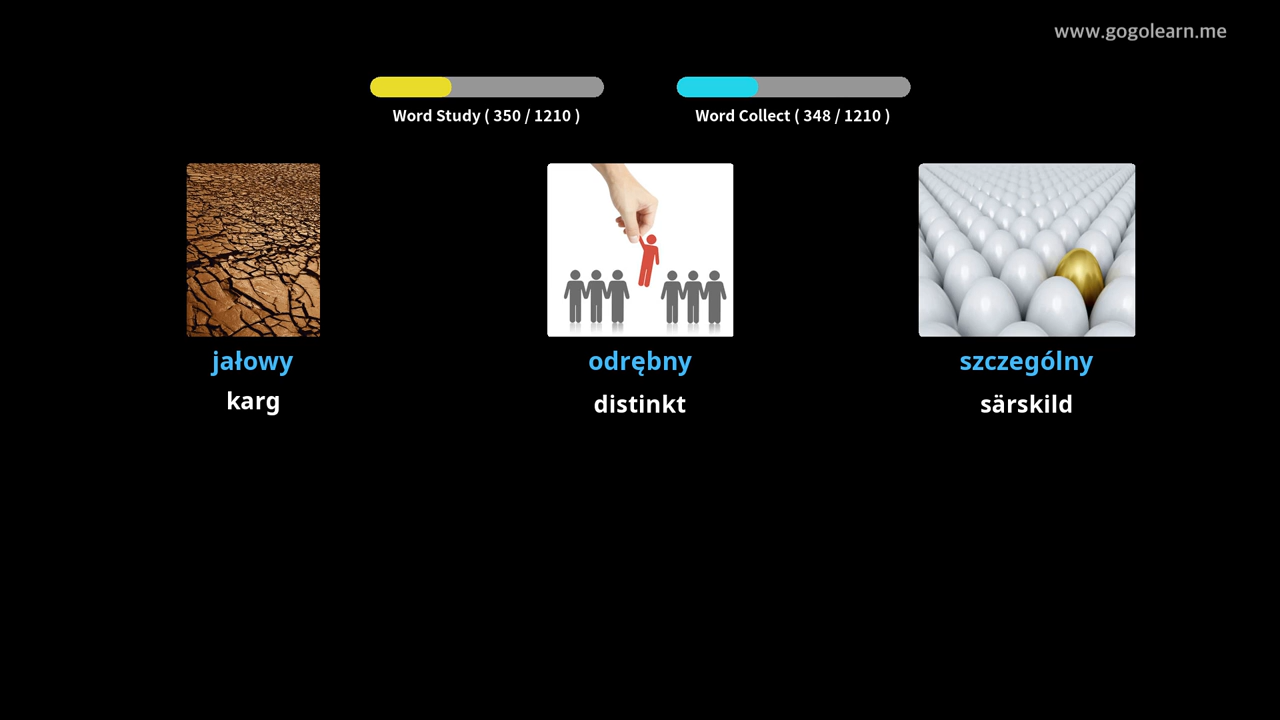 www.gogolearn.me
Word Study ( 350 / 1210 )
Word Collect ( 348 / 1210 )
jałowy
karg
odrębny
distinkt
szczególny
särskild